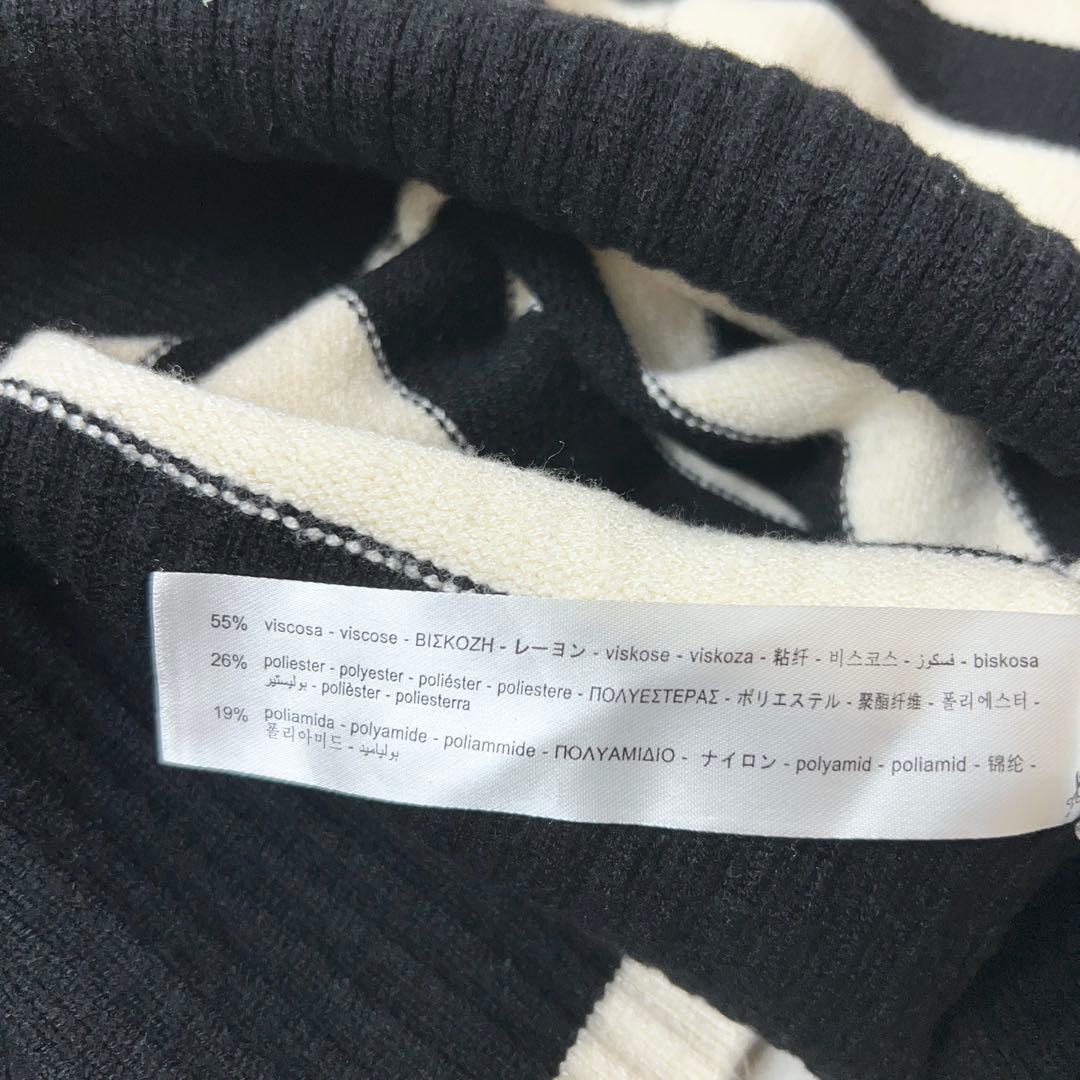 55% viscosa - viscose - ΒΙΣΚΟΖΗ - レーヨン - viskose - viskoza - 粘纤 - 비스코스 - فسكوز - biskosa
26% poliester - polyester - poliéster - poliestere - ΠΟΛΥΕΣΤΕΡΑΣ - ポリエステル - 聚酯纤维 - 폴리에스터 -
بوليستير - polièster - poliesterra
19% poliamida - polyamide - poliammide - ΠΟΛΥΑΜΙΔΙΟ - ナイロン - polyamid - poliamid - 锦纶 -
폴리아미드 - بولياميد